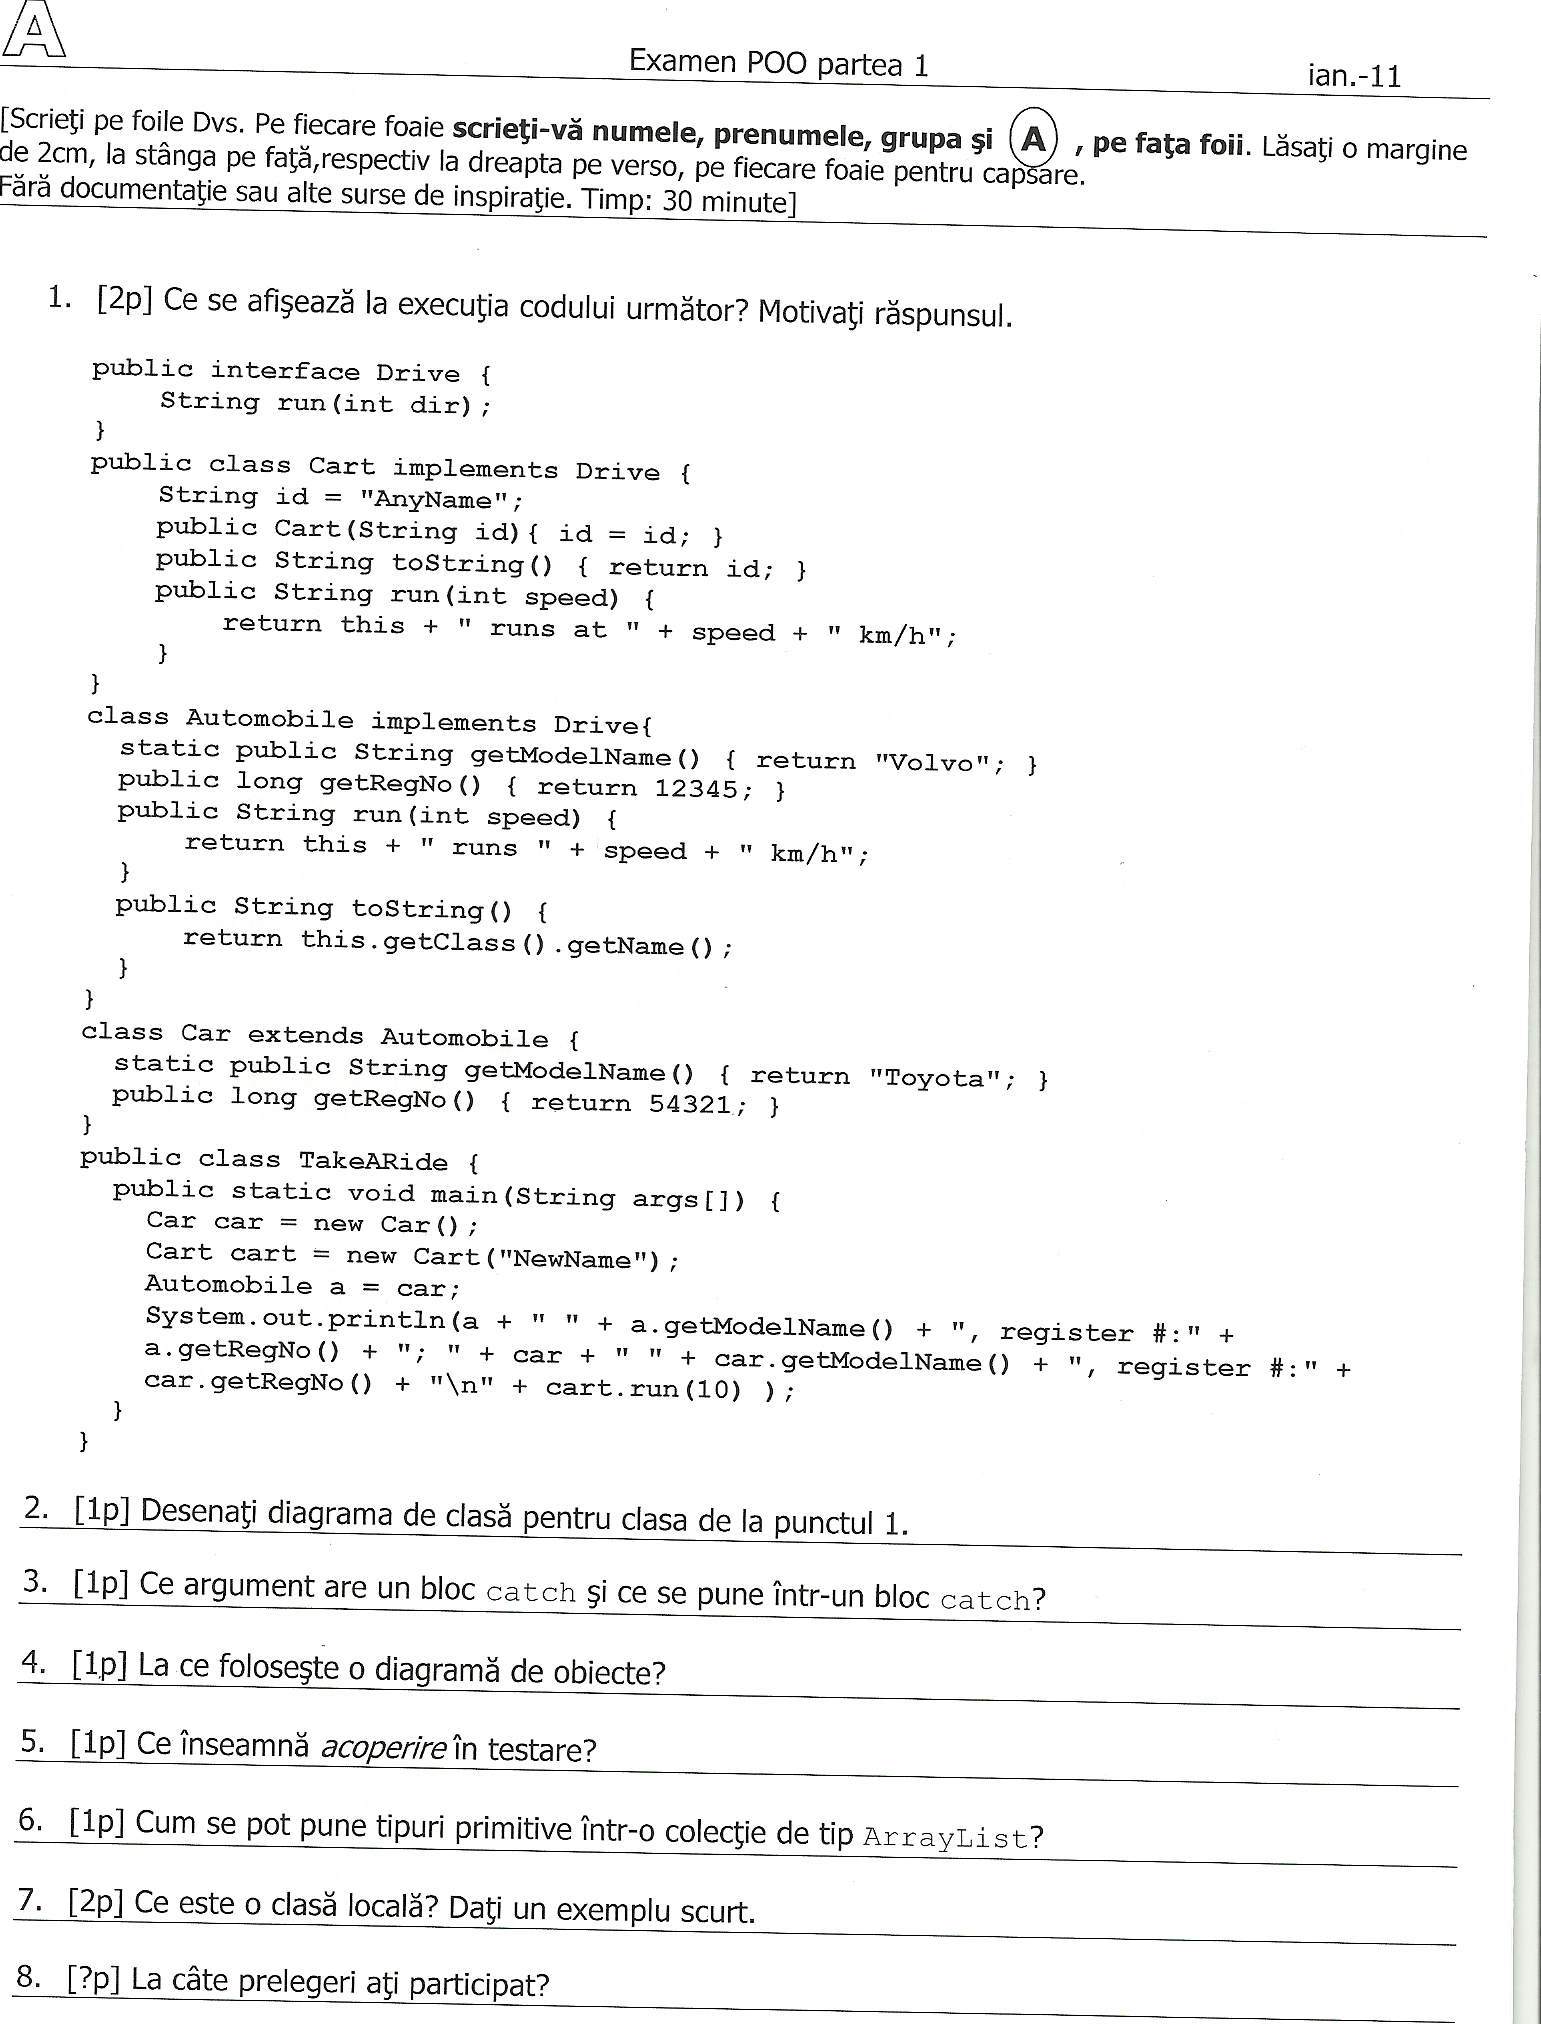 A
Examen POO partea 1
ian.-11
[Scrieţi pe foile Dvs. Pe fiecare foaie scrieţi-vă numele, prenumele, grupa şi A , pe faţa foii. Lăsaţi o margine
de 2cm, la stânga pe faţă,respectiv la dreapta pe verso, pe fiecare foaie pentru capsare.
Fără documentaţie sau alte surse de inspiraţie. Timp: 30 minute]
1. [2p] Ce se afişează la execuţia codului următor? Motivaţi răspunsul.
public interface Drive {
String run(int dir);
}
public class Cart implements Drive {
String id = "AnyName";
public Cart(String id){ id = id; }
public String toString() { return id; }
public String run(int speed) {
return this + " runs at " + speed + " km/h";
}
}
class Automobile implements Drive{
static public String getModelName() { return "Volvo"; }
public long getRegNo() { return 12345; }
public String run(int speed) {
return this + " runs " + speed + " km/h";
}
public String toString() {
return this.getClass().getName();
}
}
class Car extends Automobile {
static public String getModelName() { return "Toyota"; }
public long getRegNo() { return 54321; }
}
public class TakeARide {
public static void main(String args[]) {
Car car = new Car();
Cart cart = new Cart("NewName");
Automobile a = car;
System.out.println(a + " " + a.getModelName() + ", register #:" +
a.getRegNo() + "; " + car + " " + car.getModelName() + ", register #:" +
car.getRegNo() + "\n" + cart.run(10) );
}
}
2. [1p] Desenaţi diagrama de clasă pentru clasa de la punctul 1.
3. [1p] Ce argument are un bloc catch şi ce se pune într-un bloc catch?
4. [1p] La ce foloseşte o diagramă de obiecte?
5. [1p] Ce înseamnă acoperire în testare?
6. [1p] Cum se pot pune tipuri primitive într-o colecţie de tip ArrayList?
7. [2p] Ce este o clasă locală? Daţi un exemplu scurt.
8. [?p] La câte prelegeri aţi participat?